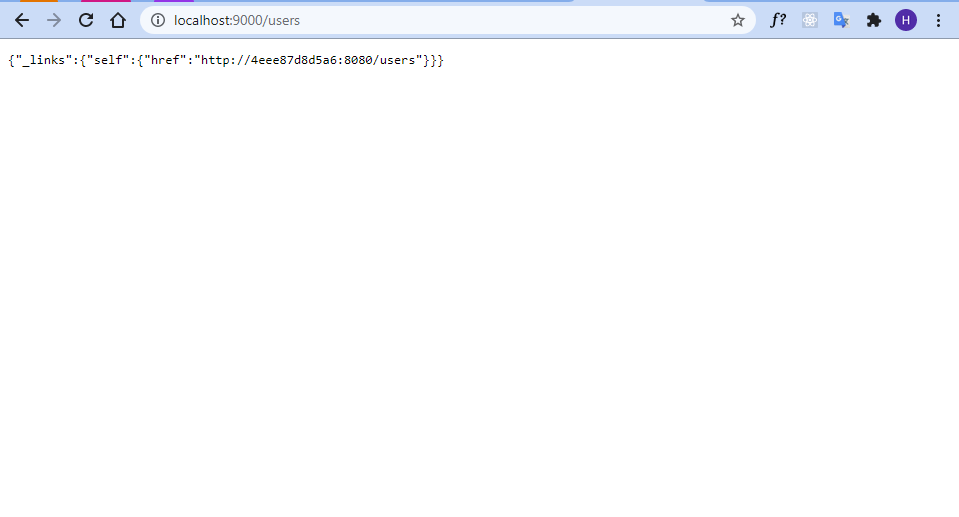 localhost:9000/users
ƒ?
G
H
{"_links":{"self":{"href":"http://4eee87d8d5a6:8080/users"}}}